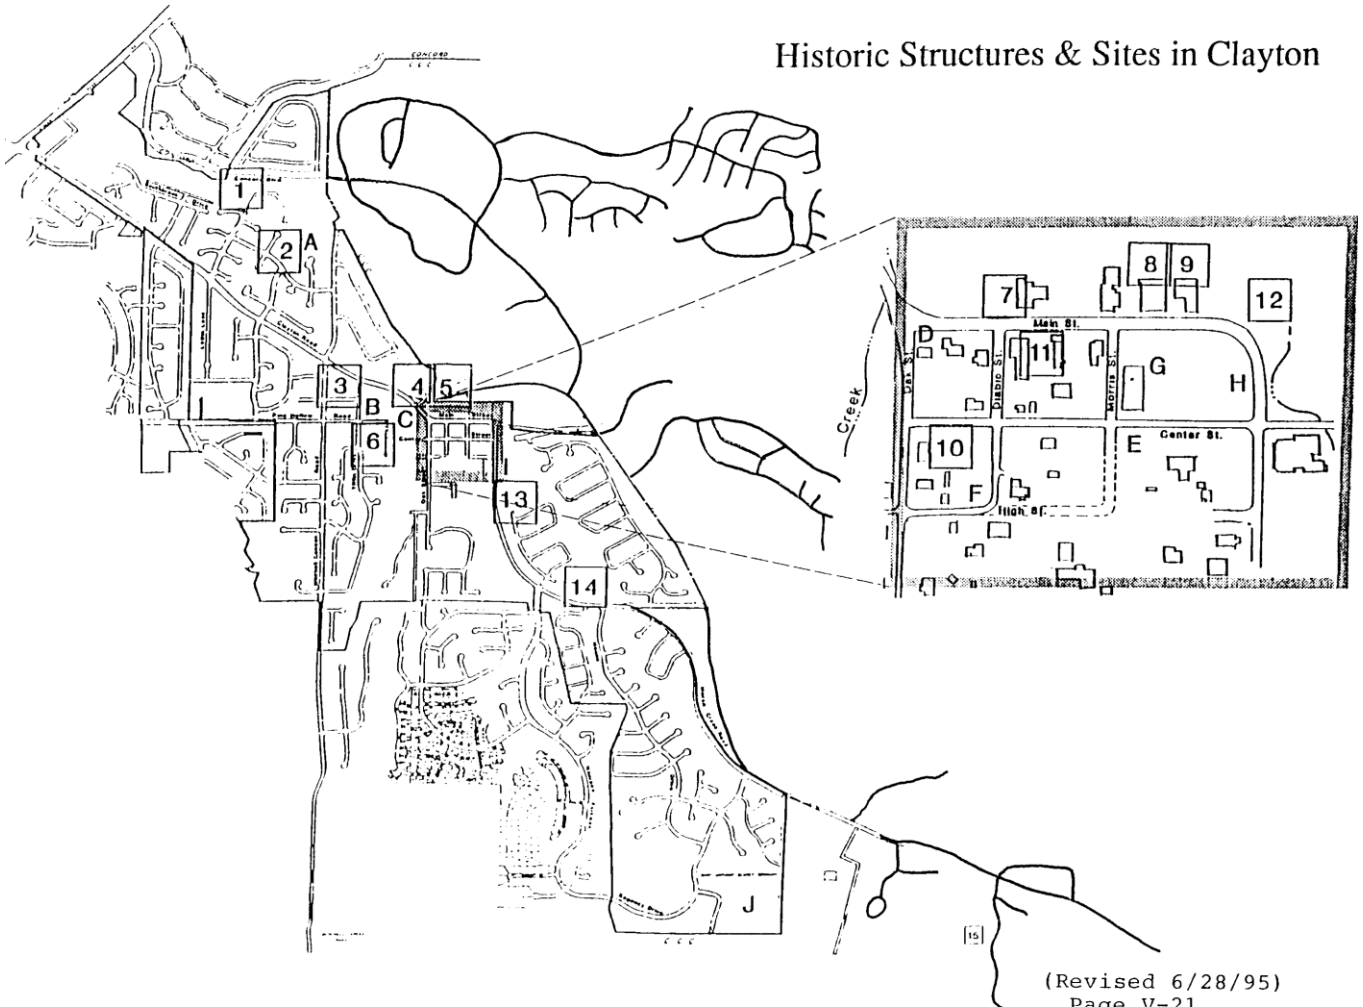 Historic Structures & Sites in Clayton
CONCORD
C C C
1
2
A
Clayton Road
3
4
5
B
C
I
6
13
14
J
C C C
15
7
8
9
12
Main St.
D
11
G
H
Oak St.
Diablo St.
Morris St.
Creek
10
E
Center St.
F
High St.
(Revised 6/28/95)
Page V-21